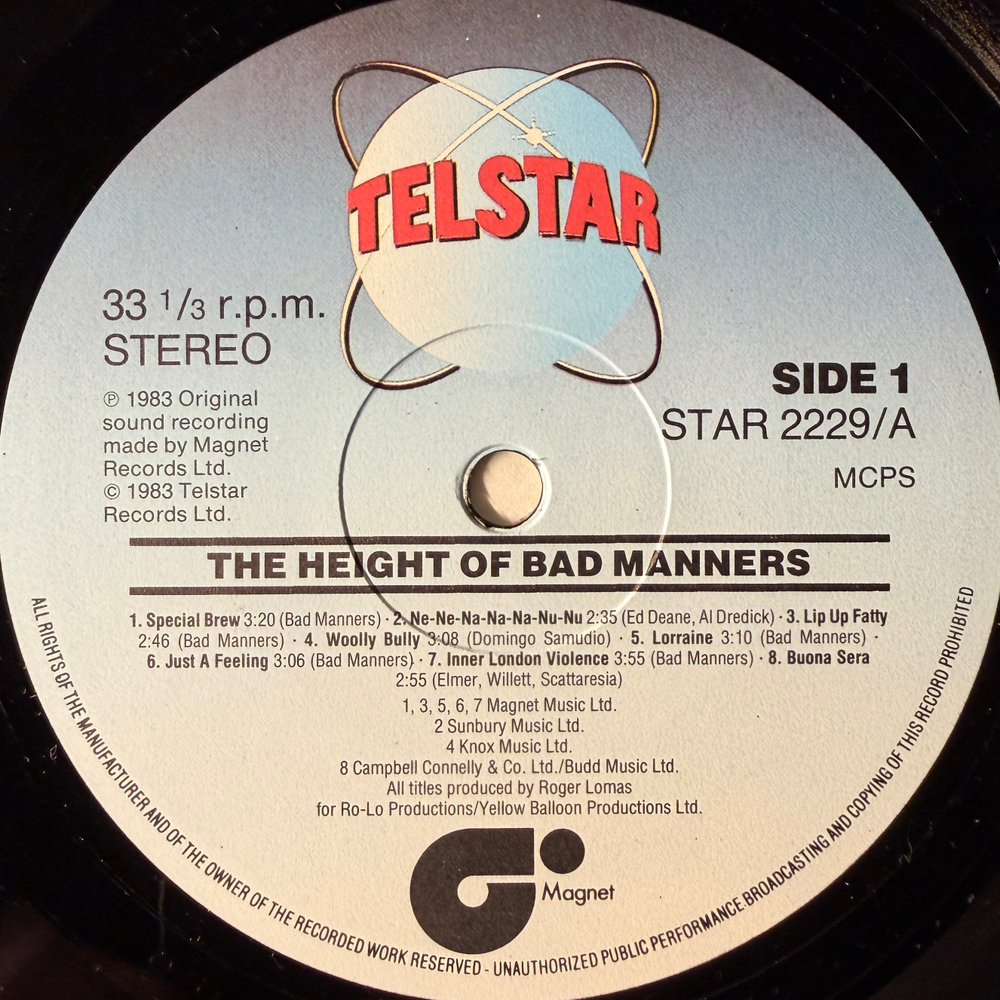 TELSTAR
33 1/3 r.p.m.
STEREO
℗ 1983 Original
sound recording
made by Magnet
Records Ltd.
© 1983 Telstar
Records Ltd.
SIDE 1
STAR 2229/A
MCPS
THE HEIGHT OF BAD MANNERS
1. Special Brew 3:20 (Bad Manners) · 2. Ne-Ne-Na-Na-Na-Nu-Nu 2:35 (Ed Deane, Al Dredick) · 3. Lip Up Fatty
2:46 (Bad Manners) · 4. Woolly Bully 3:08 (Domingo Samudio) · 5. Lorraine 3:10 (Bad Manners) ·
6. Just A Feeling 3:06 (Bad Manners) · 7. Inner London Violence 3:55 (Bad Manners) · 8. Buona Sera
2:55 (Elmer, Willett, Scattaresia)
1, 3, 5, 6, 7 Magnet Music Ltd.
2 Sunbury Music Ltd.
4 Knox Music Ltd.
8 Campbell Connelly & Co. Ltd./Budd Music Ltd.
All titles produced by Roger Lomas
for Ro-Lo Productions/Yellow Balloon Productions Ltd.
Magnet
ALL RIGHTS OF THE MANUFACTURER AND OF THE OWNER OF THE RECORDED WORK RESERVED - UNAUTHORIZED PUBLIC PERFORMANCE.BROADCASTING AND COPYING OF THIS RECORD PROHIBITED